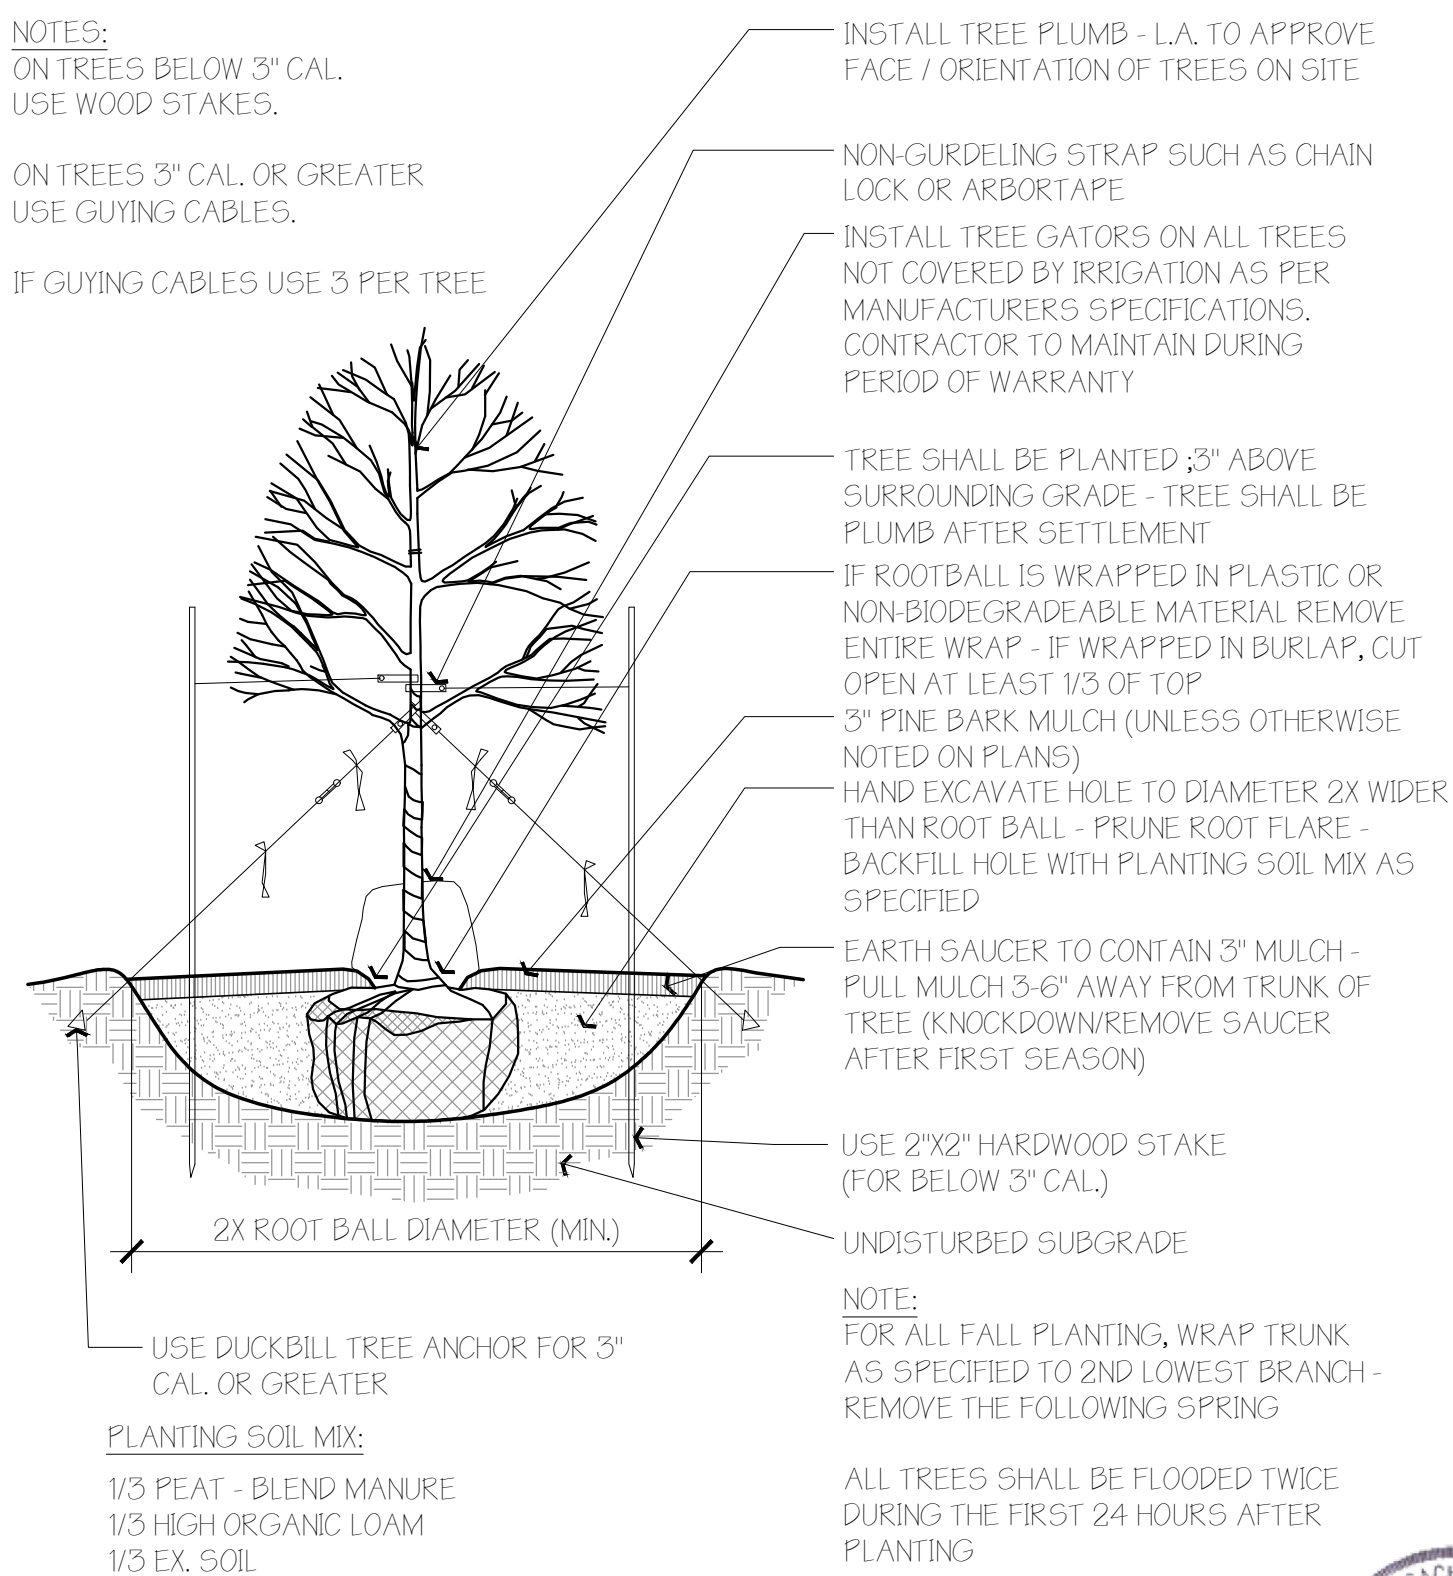 NOTES:
ON TREES BELOW 3" CAL.
USE WOOD STAKES.
ON TREES 3" CAL. OR GREATER
USE GUYING CABLES.
IF GUYING CABLES USE 3 PER TREE
INSTALL TREE PLUMB - L.A. TO APPROVE
FACE / ORIENTATION OF TREES ON SITE
NON-GURDELING STRAP SUCH AS CHAIN
LOCK OR ARBORTAPE
INSTALL TREE GATORS ON ALL TREES
NOT COVERED BY IRRIGATION AS PER
MANUFACTURERS SPECIFICATIONS.
CONTRACTOR TO MAINTAIN DURING
PERIOD OF WARRANTY
TREE SHALL BE PLANTED ;3" ABOVE
SURROUNDING GRADE - TREE SHALL BE
PLUMB AFTER SETTLEMENT
IF ROOTBALL IS WRAPPED IN PLASTIC OR
NON-BIODEGRADEABLE MATERIAL REMOVE
ENTIRE WRAP - IF WRAPPED IN BURLAP, CUT
OPEN AT LEAST 1/3 OF TOP
3" PINE BARK MULCH (UNLESS OTHERWISE
NOTED ON PLANS)
HAND EXCAVATE HOLE TO DIAMETER 2X WIDER
THAN ROOT BALL - PRUNE ROOT FLARE -
BACKFILL HOLE WITH PLANTING SOIL MIX AS
SPECIFIED
EARTH SAUCER TO CONTAIN 3" MULCH -
PULL MULCH 3-6" AWAY FROM TRUNK OF
TREE (KNOCKDOWN/REMOVE SAUCER
AFTER FIRST SEASON)
USE 2"X2" HARDWOOD STAKE
(FOR BELOW 3" CAL.)
UNDISTURBED SUBGRADE
2X ROOT BALL DIAMETER (MIN.)
USE DUCKBILL TREE ANCHOR FOR 3"
CAL. OR GREATER
PLANTING SOIL MIX:
1/3 PEAT - BLEND MANURE
1/3 HIGH ORGANIC LOAM
1/3 EX. SOIL
NOTE:
FOR ALL FALL PLANTING, WRAP TRUNK
AS SPECIFIED TO 2ND LOWEST BRANCH -
REMOVE THE FOLLOWING SPRING
ALL TREES SHALL BE FLOODED TWICE
DURING THE FIRST 24 HOURS AFTER
PLANTING